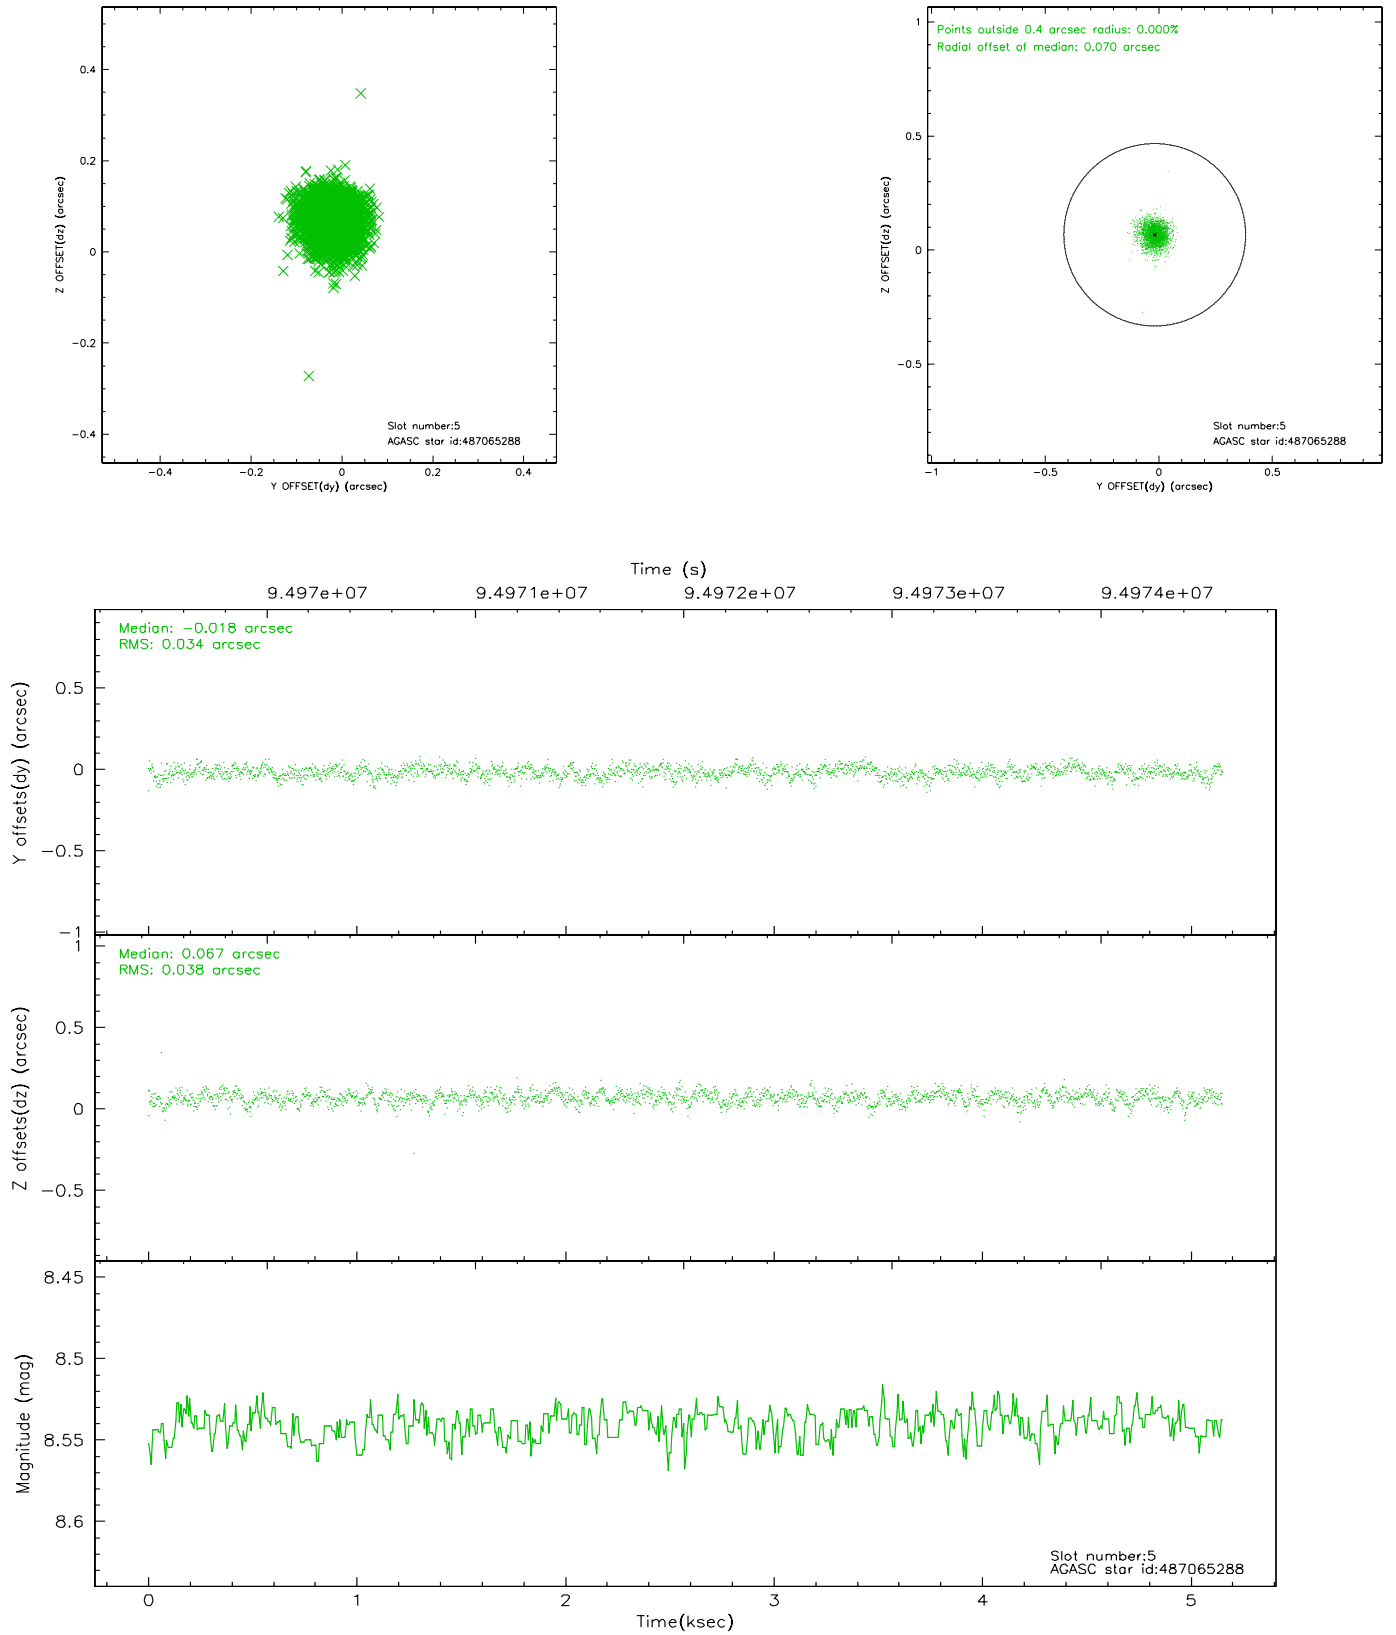 0.4
0.2
0
−0.2
−0.4
Z OFFSET(dz) (arcsec)
Slot number:5
AGASC star id:487065288
−0.4 −0.2 0 0.2 0.4
Y OFFSET(dy) (arcsec)
Points outside 0.4 arcsec radius: 0.000%
Radial offset of median: 0.070 arcsec
1
0.5
0
−0.5
Z OFFSET(dz) (arcsec)
Slot number:5
AGASC star id:487065288
−1 −0.5 0 0.5
Y OFFSET(dy) (arcsec)
Time (s)
9.497e+07 9.4971e+07 9.4972e+07 9.4973e+07 9.4974e+07
Median: −0.018 arcsec
RMS: 0.034 arcsec
0.5
0
−0.5
−1
Y offsets(dy) (arcsec)
Median: 0.067 arcsec
RMS: 0.038 arcsec
1
0.5
0
−0.5
Z offsets(dz) (arcsec)
8.45
8.5
8.55
8.6
Magnitude (mag)
Slot number:5
AGASC star id:487065288
0 1 2 3 4 5
Time(ksec)